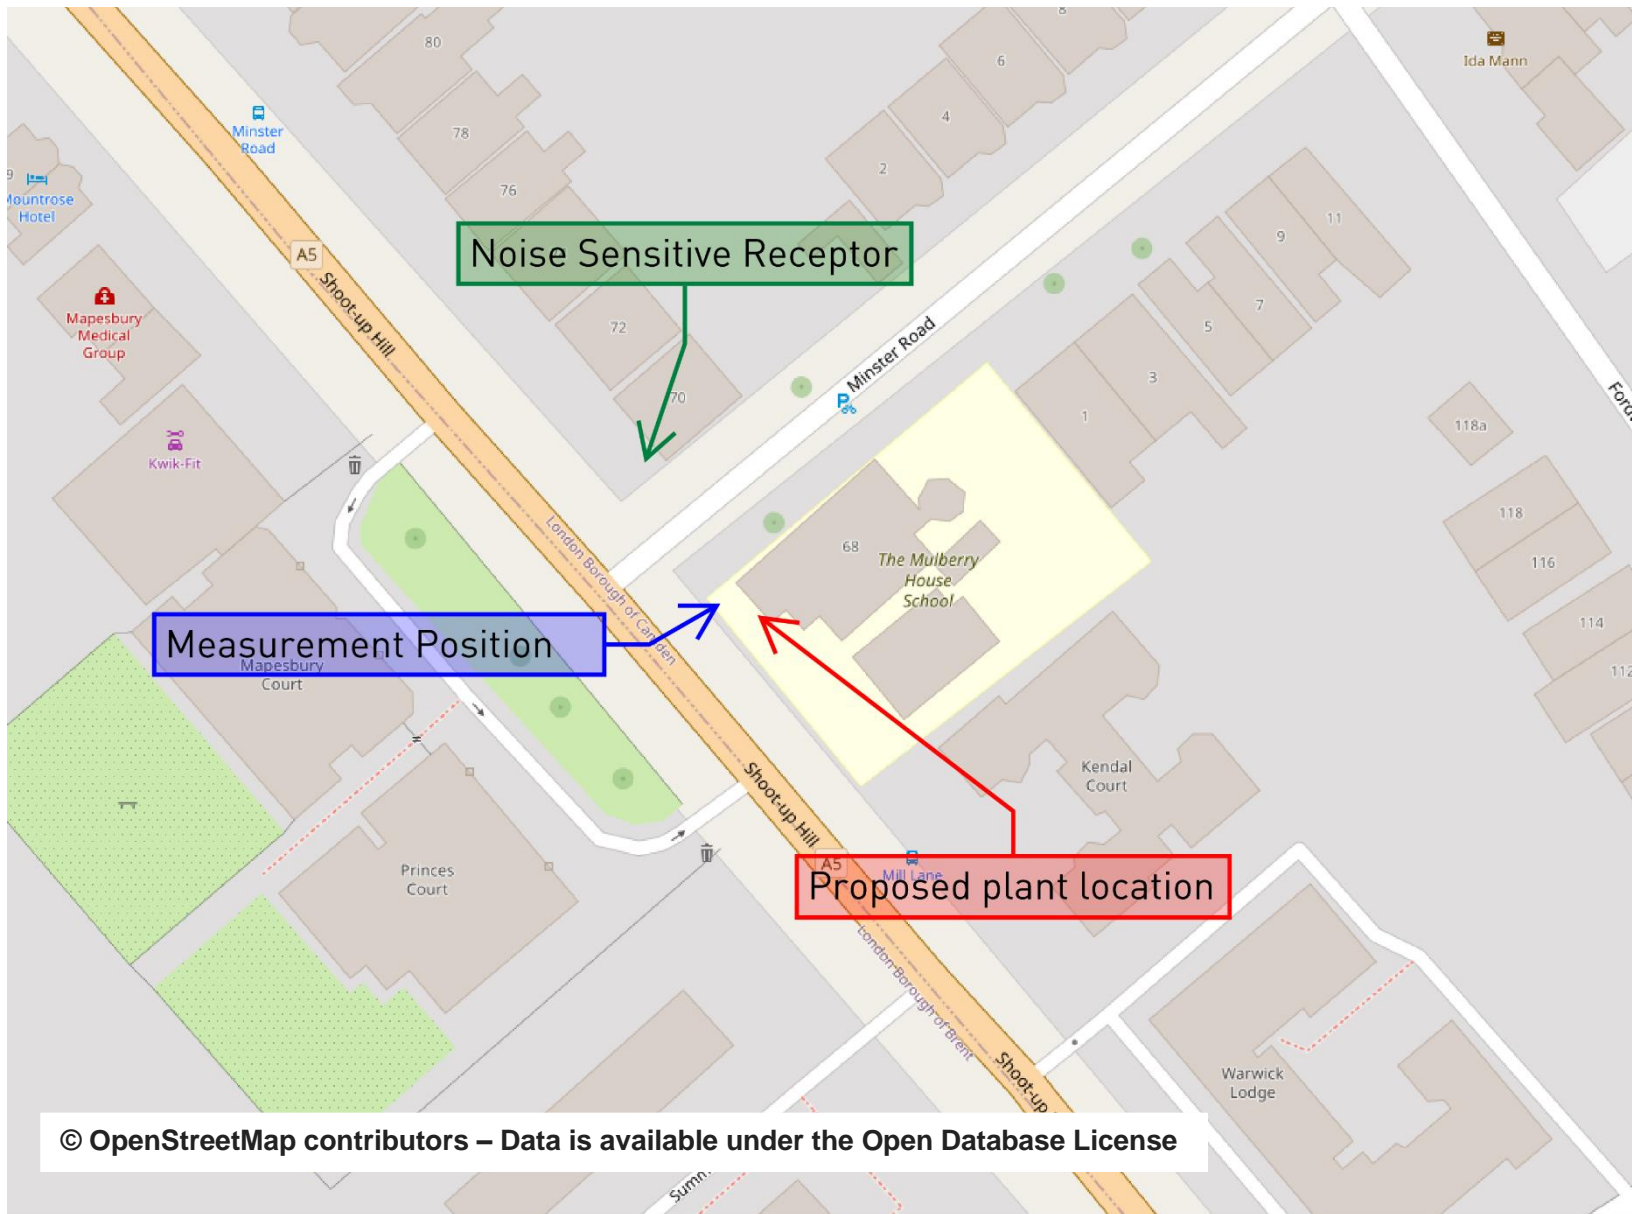 80
8
6
Ida Mann
4
Minster
Road
78
2
9
Mountrose
Hotel
76
11
9
Noise Sensitive Receptor
A5
Shoot-up Hill
7
5
Mapesbury
Medical
Group
72
Minster Road
3
70
P
1
118a
Kwik-Fit
118
London Borough of Camden
68
The Mulberry
House
School
116
Measurement Position
Mapesbury
Court
114
112
Shoot-up Hill
Kendal
Court
Princes
Court
A5
Mill Lane
Proposed plant location
London Borough of Brent
Shoot-up
Warwick
Lodge
© OpenStreetMap contributors – Data is available under the Open Database License